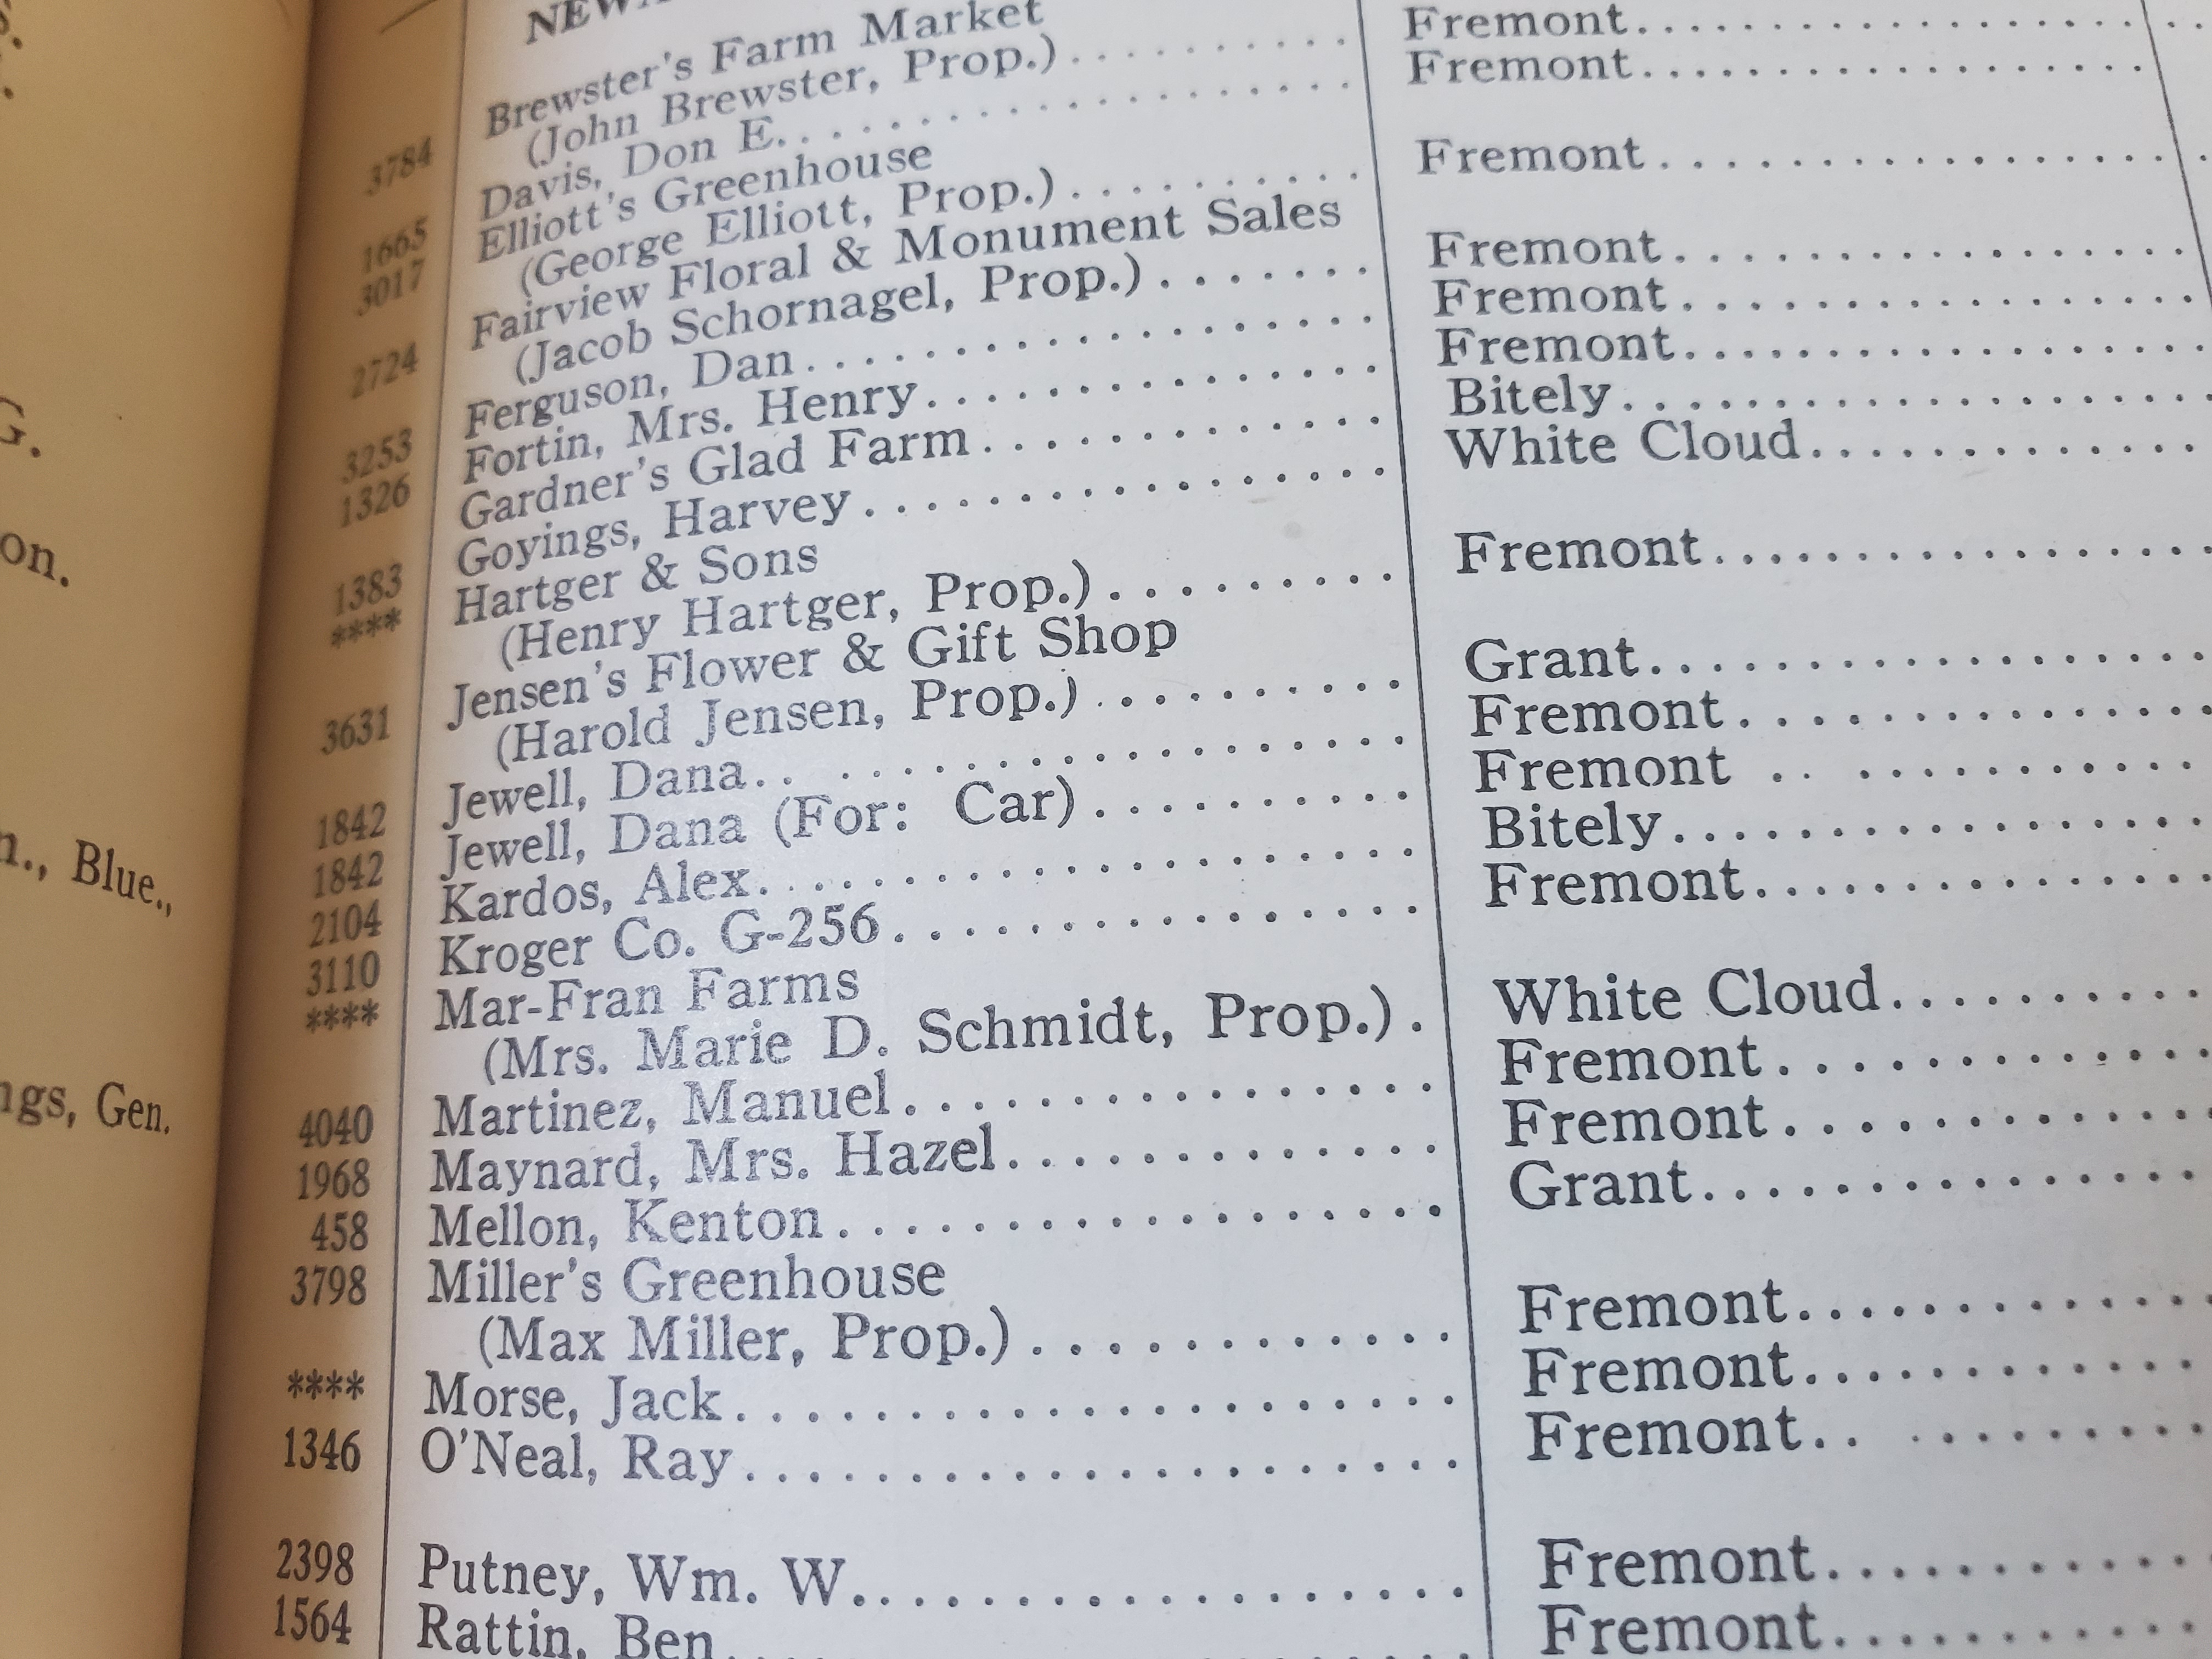 G.
on.
Blue.,
Gen.
3784 Brewster's Farm Market
(John Brewster, Prop.).......... Fremont
1665 Davis, Don E.................. Fremont
3017 Elliott's Greenhouse
(George Elliott, Prop.).......... Fremont
2724 Fairview Floral & Monument Sales
(Jacob Schornagel, Prop.)....... Fremont
3253 Ferguson, Dan.................. Fremont
1326 Fortin, Mrs. Henry.............. Fremont
Gardner's Glad Farm............ Bitely
1383 Goyings, Harvey................ White Cloud
**** Hartger & Sons
(Henry Hartger, Prop.)......... Fremont
3631 Jensen's Flower & Gift Shop
(Harold Jensen, Prop.).......... Grant
1842 Jewell, Dana.. ............... Fremont
1842 Jewell, Dana (For: Car).......... Fremont
2104 Kardos, Alex.................. Bitely
3110 Kroger Co. G-256.............. Fremont
**** Mar-Fran Farms
(Mrs. Marie D. Schmidt, Prop.). White Cloud
4040 Martinez, Manuel............... Fremont
1968 Maynard, Mrs. Hazel............ Fremont
458 Mellon, Kenton................. Grant
3798 Miller's Greenhouse
(Max Miller, Prop.)............ Fremont
**** Morse, Jack.................... Fremont
1346 O'Neal, Ray.................... Fremont
2398 Putney, Wm. W.................. Fremont
1564 Rattin, Ben Fremont